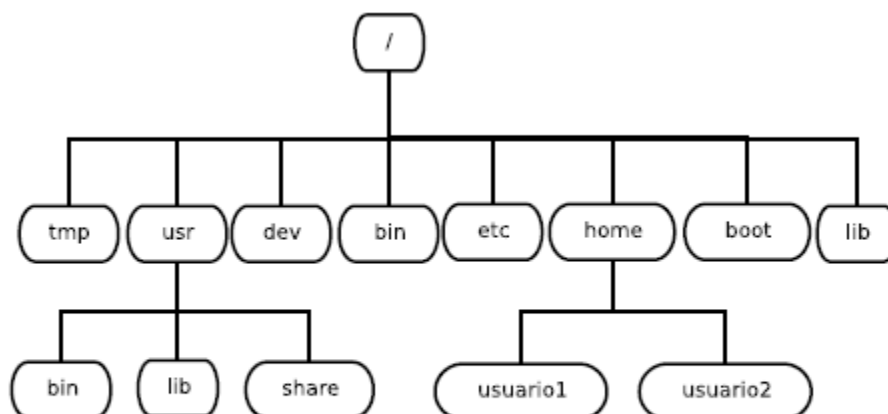 /
tmp usr dev bin etc home boot lib
bin lib share usuario1 usuario2